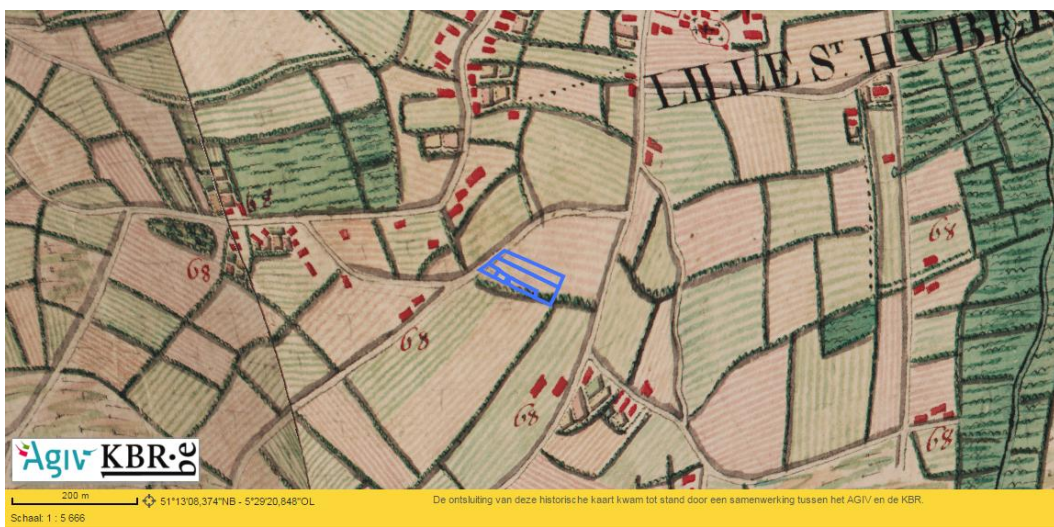 LILLE ST. HUBE
68
68
68
68
68
68
Agiv KBR.be
200 m
51°13'08,374"NB - 5°29'20,848"OL
De ontsluiting van deze historische kaart kwam tot stand door een samenwerking tussen het AGIV en de KBR.
Schaal: 1 : 5 666